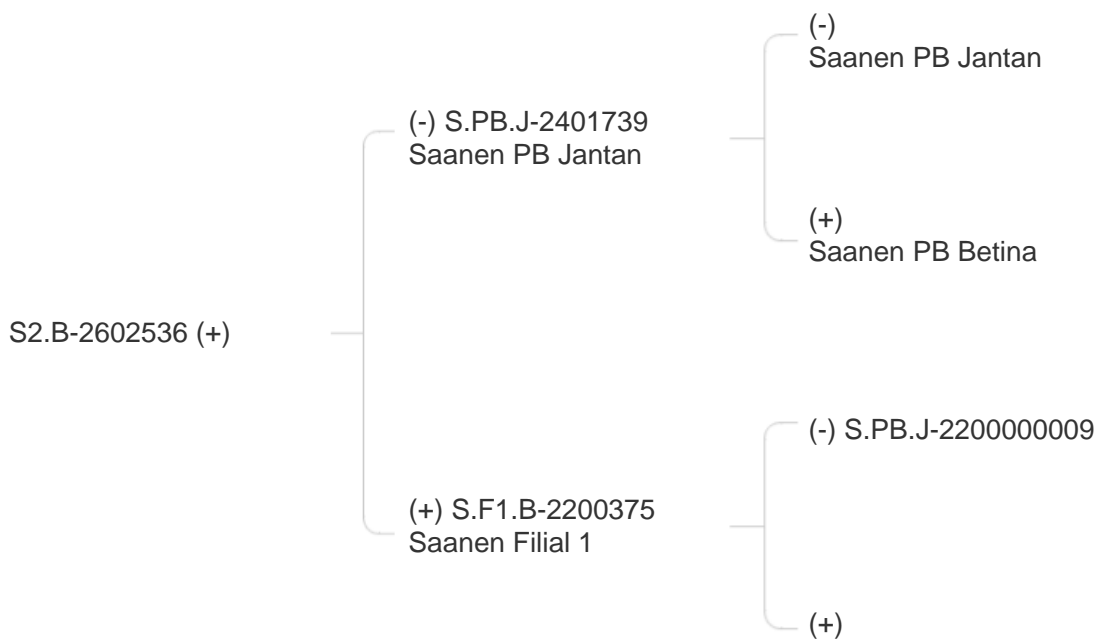 (-)
Saanen PB Jantan
(-) S.PB.J-2401739
Saanen PB Jantan
(+)
Saanen PB Betina
S2.B-2602536 (+)
(-) S.PB.J-2200000009
(+) S.F1.B-2200375
Saanen Filial 1
(+)